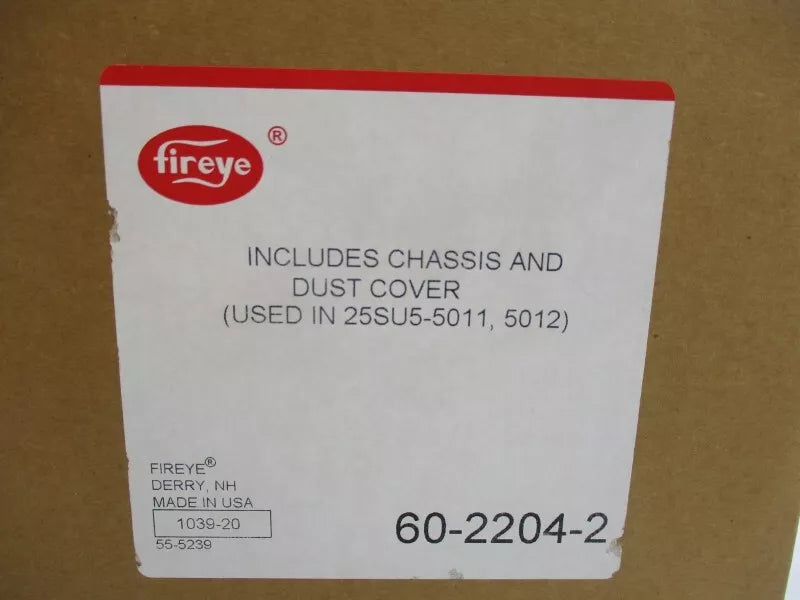 fireye®
INCLUDES CHASSIS AND
DUST COVER
(USED IN 25SU5-5011, 5012)
FIREYE®
DERRY, NH
MADE IN USA
1039-20
55-5239
60-2204-2